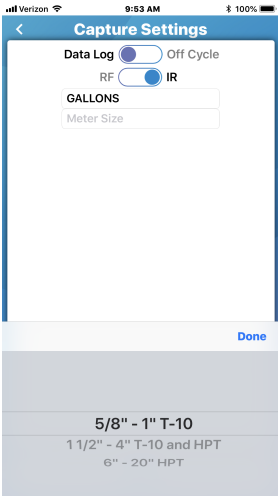 Verizon 9:53 AM 100%
Capture Settings
Data Log Off Cycle
RF IR
GALLONS
Meter Size
Done
5/8" - 1" T-10
1 1/2" - 4" T-10 and HPT
6" - 20" HPT